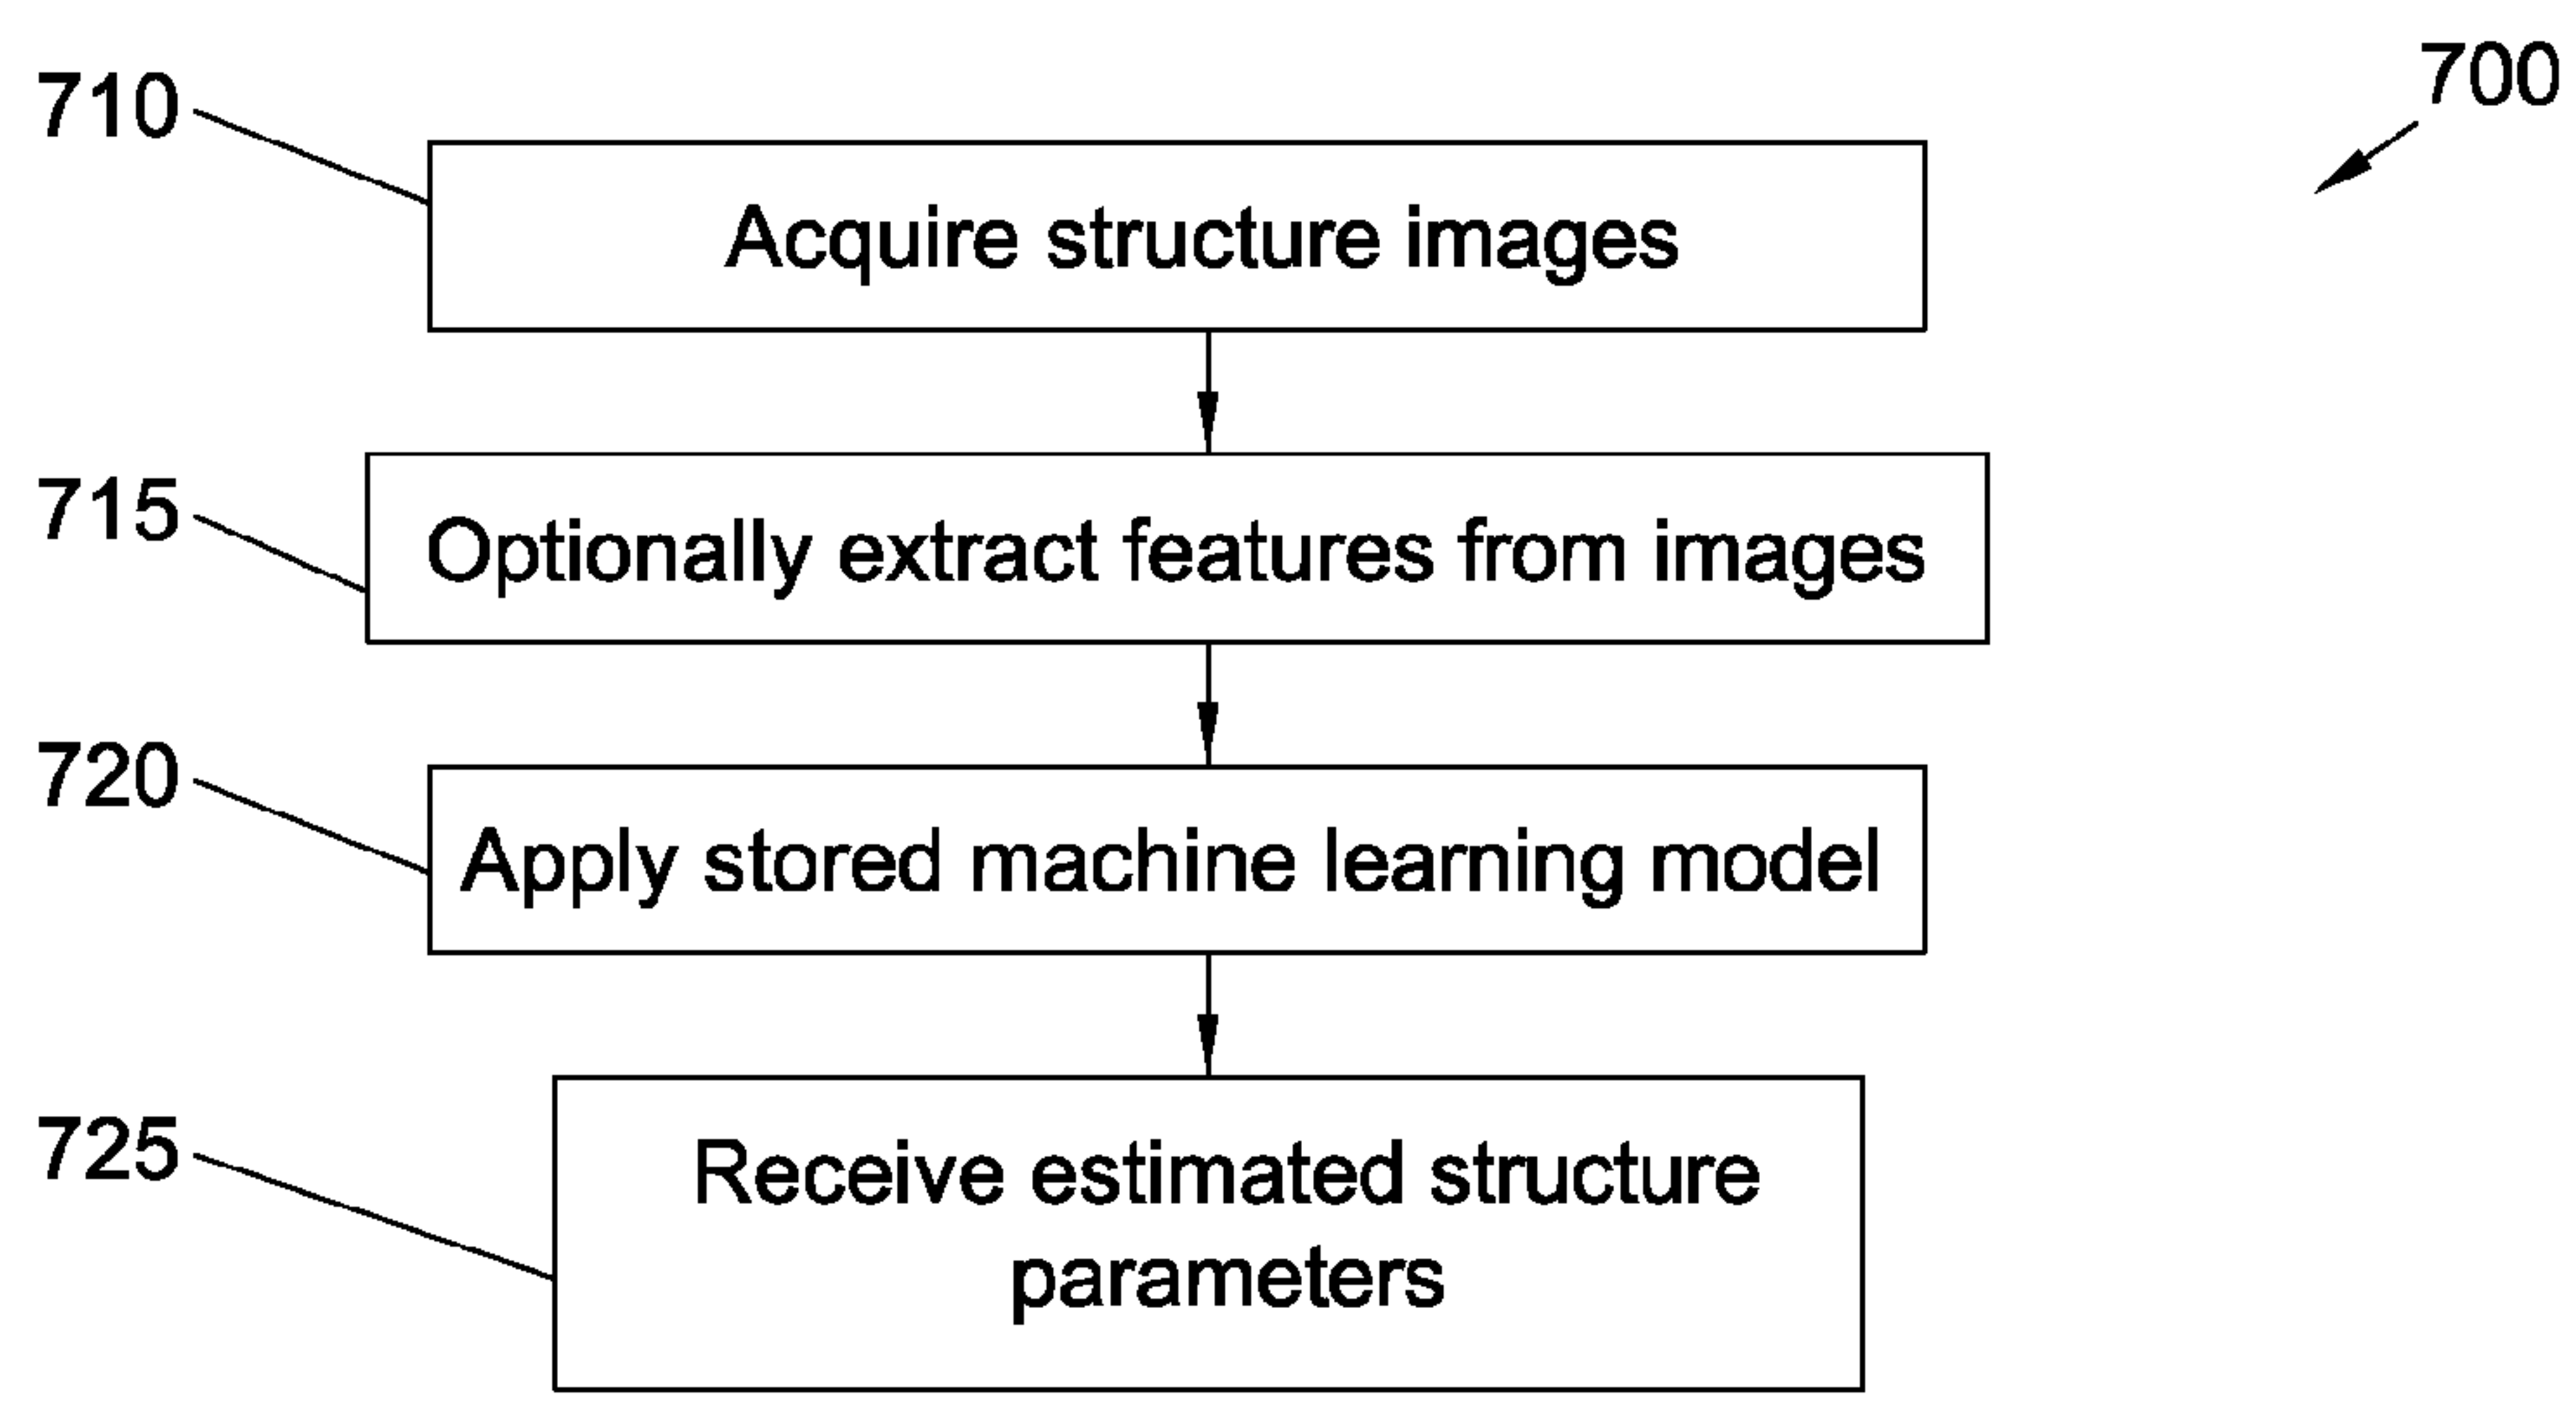 700
710
Acquire structure images
715
Optionally extract features from images
720
Apply stored machine learning model
725
Receive estimated structure
parameters